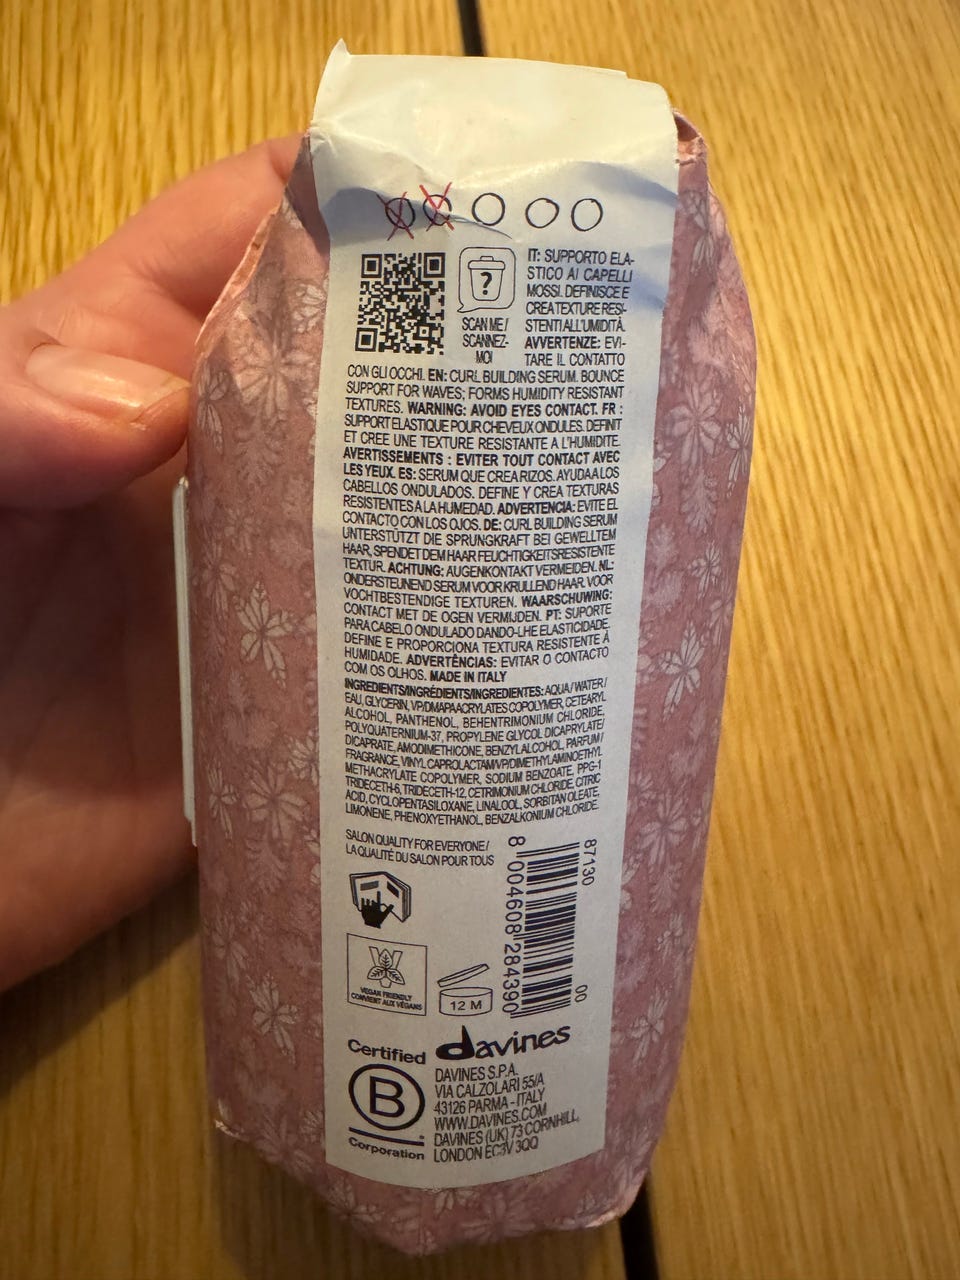 ?
SCAN ME /
SCANNEZ-
MOI
IT: SUPPORTO ELA-
STICO AI CAPELLI
MOSSI. DEFINISCE E
CREA TEXTURE RESI-
STENTI ALL'UMIDITÀ.
AVVERTENZE: EVI-
TARE IL CONTATTO
CON GLI OCCHI. EN: CURL BUILDING SERUM. BOUNCE
SUPPORT FOR WAVES; FORMS HUMIDITY RESISTANT
TEXTURES. WARNING: AVOID EYES CONTACT. FR :
SUPPORT ELASTIQUE POUR CHEVEUX ONDULES. DEFINIT
ET CREE UNE TEXTURE RESISTANTE A L'HUMIDITE.
AVERTISSEMENTS : EVITER TOUT CONTACT AVEC
LES YEUX. ES: SERUM QUE CREA RIZOS. AYUDA A LOS
CABELLOS ONDULADOS. DEFINE Y CREA TEXTURAS
RESISTENTES A LA HUMEDAD. ADVERTENCIA: EVITE EL
CONTACTO CON LOS OJOS. DE: CURL BUILDING SERUM
UNTERSTÜTZT DIE SPRUNGKRAFT BEI GEWELLTEM
HAAR, SPENDET DEM HAAR FEUCHTIGKEITSRESISTENTE
TEXTUR. ACHTUNG: AUGENKONTAKT VERMEIDEN. NL:
ONDERSTEUNEND SERUM VOOR KRULLEND HAAR. VOOR
VOCHTBESTENDIGE TEXTUREN. WAARSCHUWING:
CONTACT MET DE OGEN VERMIJDEN. PT: SUPORTE
PARA CABELO ONDULADO DANDO-LHE ELASTICIDADE.
DEFINE E PROPORCIONA TEXTURA RESISTENTE À
HUMIDADE. ADVERTÊNCIAS: EVITAR O CONTACTO
COM OS OLHOS. MADE IN ITALY
INGREDIENTS/INGRÉDIENTS/INGREDIENTES: AQUA / WATER /
EAU, GLYCERIN, VP/DMAPA ACRYLATES COPOLYMER, CETEARYL
ALCOHOL, PANTHENOL, BEHENTRIMONIUM CHLORIDE,
POLYQUATERNIUM-37, PROPYLENE GLYCOL DICAPRYLATE/
DICAPRATE, AMODIMETHICONE, BENZYL ALCOHOL, PARFUM /
FRAGRANCE, VINYL CAPROLACTAM/VP/DIMETHYLAMINOETHYL
METHACRYLATE COPOLYMER, SODIUM BENZOATE, PPG-1
TRIDECETH-6, TRIDECETH-12, CETRIMONIUM CHLORIDE, CITRIC
ACID, CYCLOPENTASILOXANE, LINALOOL, SORBITAN OLEATE,
LIMONENE, PHENOXYETHANOL, BENZALKONIUM CHLORIDE.
SALON QUALITY FOR EVERYONE /
LA QUALITÉ DU SALON POUR TOUS
87130
8 004608 284390
00
VEGAN FRIENDLY
CONVIENT AUX VÉGANS
12 M
Certified
B
Corporation
davines
DAVINES S.P.A.
VIA CALZOLARI 55/A
43126 PARMA - ITALY
WWW.DAVINES.COM
DAVINES (UK) 73 CORNHILL,
LONDON EC3V 3QQ